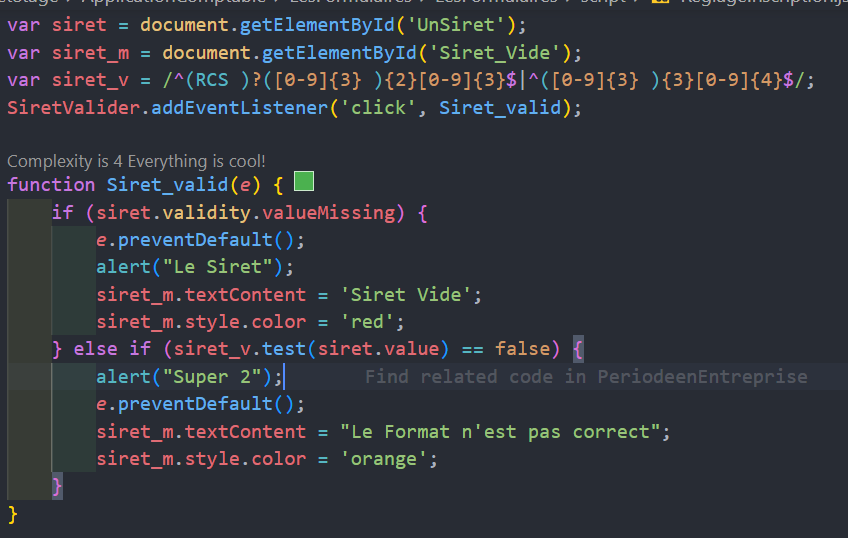 var siret = document.getElementById('UnSiret');
var siret_m = document.getElementById('Siret_Vide');
var siret_v = /^(RCS )?([0-9]{3} ){2}[0-9]{3}$|^([0-9]{3} ){3}[0-9]{4}$/;
SiretValider.addEventListener('click', Siret_valid);
Complexity is 4 Everything is cool!
function Siret_valid(e) {
if (siret.validity.valueMissing) {
e.preventDefault();
alert("Le Siret");
siret_m.textContent = 'Siret Vide';
siret_m.style.color = 'red';
} else if (siret_v.test(siret.value) == false) {
alert("Super 2"); Find related code in PeriodeenEntreprise
e.preventDefault();
siret_m.textContent = "Le Format n'est pas correct";
siret_m.style.color = 'orange';
}
}